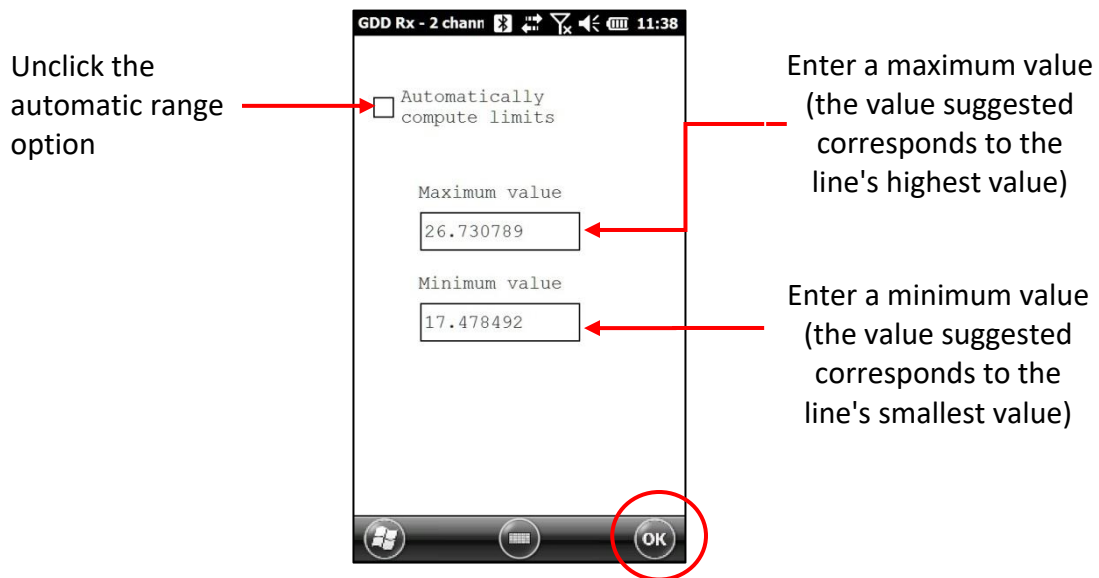 GDD Rx - 2 chann 11:38
Unclick the
automatic range
option
Automatically
compute limits
Enter a maximum value
(the value suggested
corresponds to the
line's highest value)
Maximum value
26.730789
Minimum value
17.478492
Enter a minimum value
(the value suggested
corresponds to the
line's smallest value)
OK